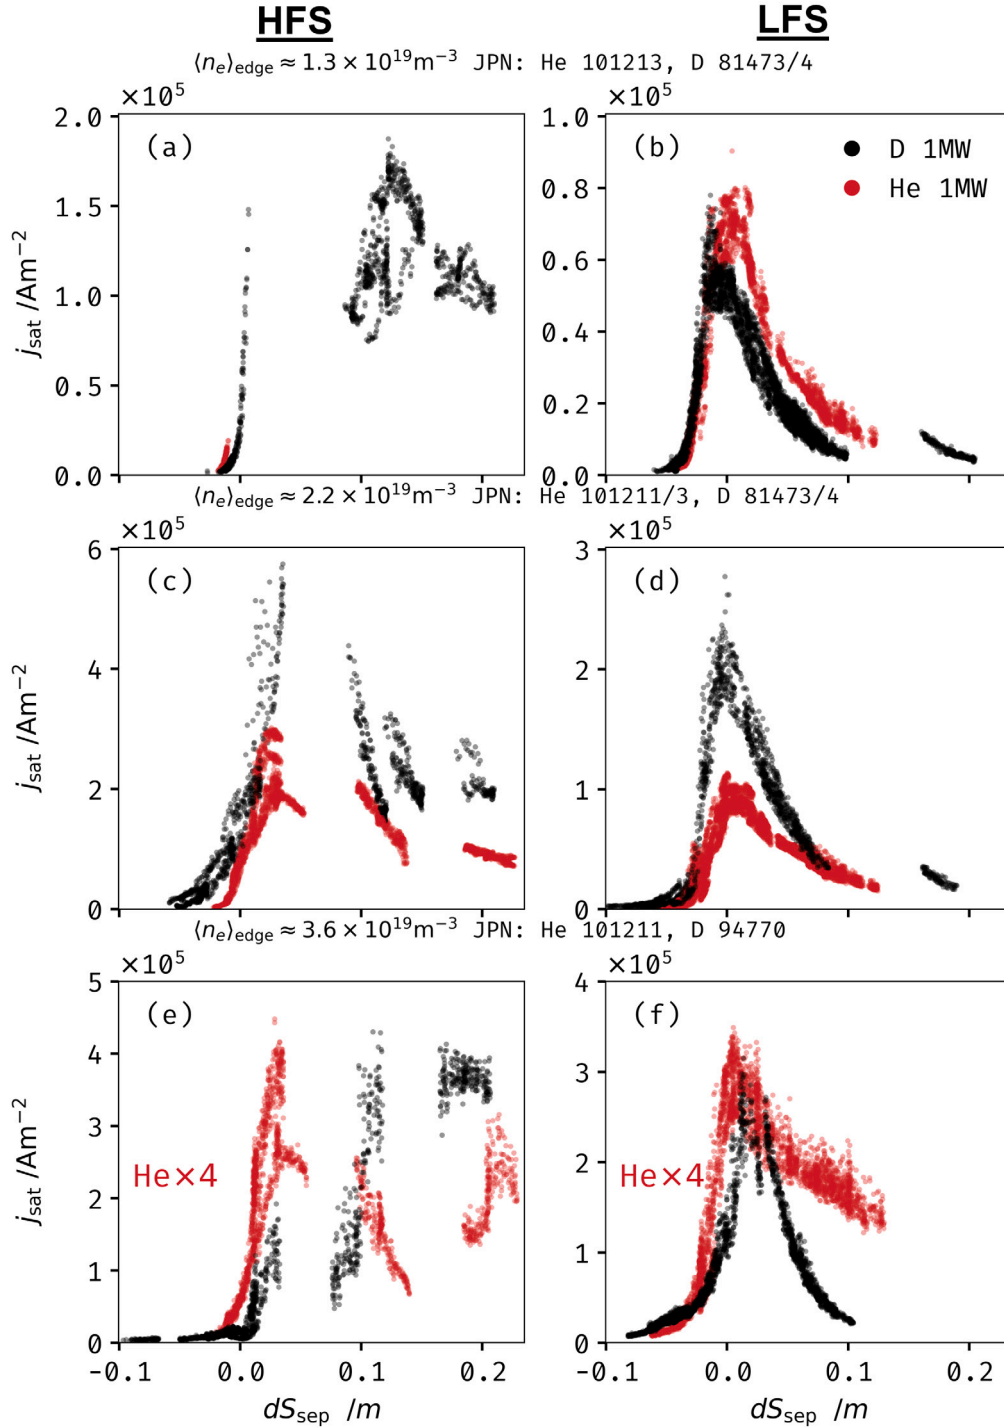 HFS LFS
⟨n_e⟩edge ≈ 1.3 × 10^19 m^−3 JPN: He 101213, D 81473/4
×10^5 ×10^5
(a) (b)
D 1MW
He 1MW
2.0
1.5
1.0
0.5
0.0
j_sat /Am^−2
1.0
0.8
0.6
0.4
0.2
0.0
⟨n_e⟩edge ≈ 2.2 × 10^19 m^−3 JPN: He 101211/3, D 81473/4
×10^5 ×10^5
(c) (d)
6
4
2
0
j_sat /Am^−2
3
2
1
0
⟨n_e⟩edge ≈ 3.6 × 10^19 m^−3 JPN: He 101211, D 94770
×10^5 ×10^5
(e) (f)
He×4 He×4
5
4
3
2
1
0
j_sat /Am^−2
4
3
2
1
0
-0.1 0.0 0.1 0.2 -0.1 0.0 0.1 0.2
dS_sep /m dS_sep /m